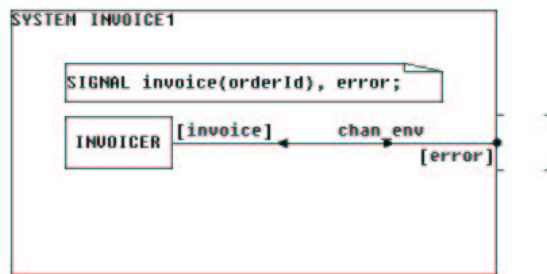 SYSTEM INVOICE1
SIGNAL invoice(orderId), error;
INVOICER
[invoice]
chan_env
[error]